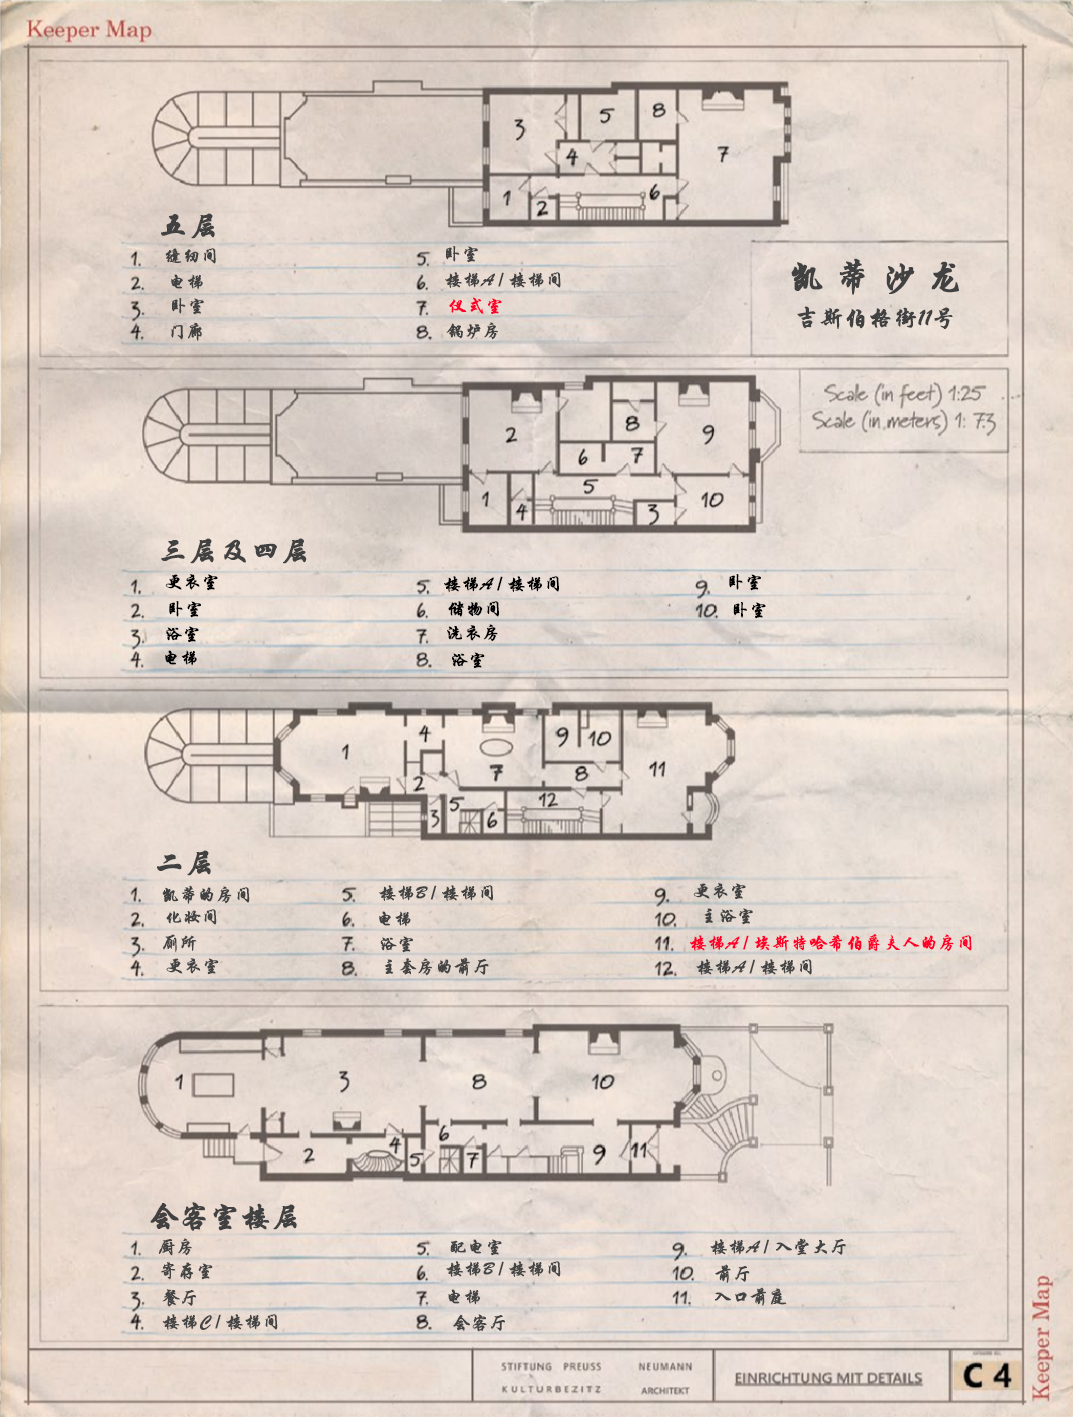 Keeper Map
3
5
8
4
7
1
2
6
五层
1. 缝纫间
2. 电梯
3. 卧室
4. 门廊
5. 卧室
6. 楼梯A/楼梯间
7. 仪式室
8. 锅炉房
凯蒂沙龙
吉斯伯格街11号
Scale (in feet) 1:25
Scale (in meters) 1: 7.3
2
8
9
6
7
5
1
4
3
10
三层及四层
1. 更衣室
2. 卧室
3. 浴室
4. 电梯
5. 楼梯A/楼梯间
6. 储物间
7. 洗衣房
8. 浴室
9. 卧室
10. 卧室
1
4
9
10
7
8
11
2
5
12
3
6
二层
1. 凯蒂的房间
2. 化妆间
3. 厕所
4. 更衣室
5. 楼梯B/楼梯间
6. 电梯
7. 浴室
8. 主套房的前厅
9. 更衣室
10. 主浴室
11. 楼梯A/埃斯特哈希伯爵夫人的房间
12. 楼梯A/楼梯间
1
3
8
10
6
4
2
5
7
9
11
会客室楼层
1. 厨房
2. 寄存室
3. 餐厅
4. 楼梯C/楼梯间
5. 配电室
6. 楼梯B/楼梯间
7. 电梯
8. 会客厅
9. 楼梯A/入堂大厅
10. 前厅
11. 入口前庭
STIFTUNG PREUSS
KULTURBEZITZ
NEUMANN
ARCHITEKT
EINRICHTUNG MIT DETAILS
C 4
Keeper Map